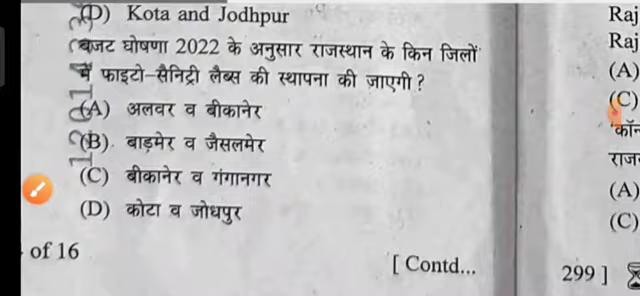 (D) Kota and Jodhpur
बजट घोषणा 2022 के अनुसार राजस्थान के किन जिलों
में फाइटो-सैनिट्री लैब्स की स्थापना की जाएगी ?
(A) अलवर व बीकानेर
(B) बाड़मेर व जैसलमेर
(C) बीकानेर व गंगानगर
(D) कोटा व जोधपुर
of 16
[ Contd...
Raj
Raj
(A)
(C)
राज
(A)
(C)
299 ]